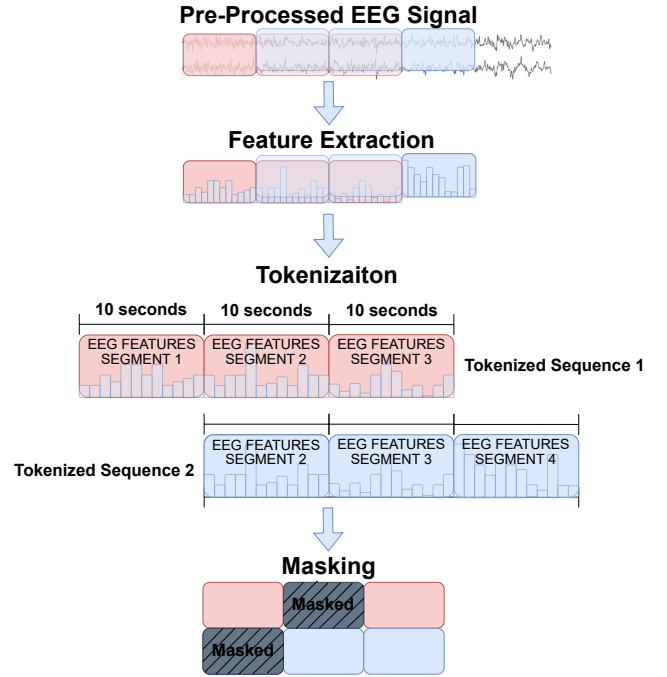 Pre-Processed EEG Signal
Feature Extraction
Tokenizaiton
10 seconds 10 seconds 10 seconds
EEG FEATURES SEGMENT 1
EEG FEATURES SEGMENT 2
EEG FEATURES SEGMENT 3
Tokenized Sequence 1
Tokenized Sequence 2
EEG FEATURES SEGMENT 2
EEG FEATURES SEGMENT 3
EEG FEATURES SEGMENT 4
Masking
Masked
Masked